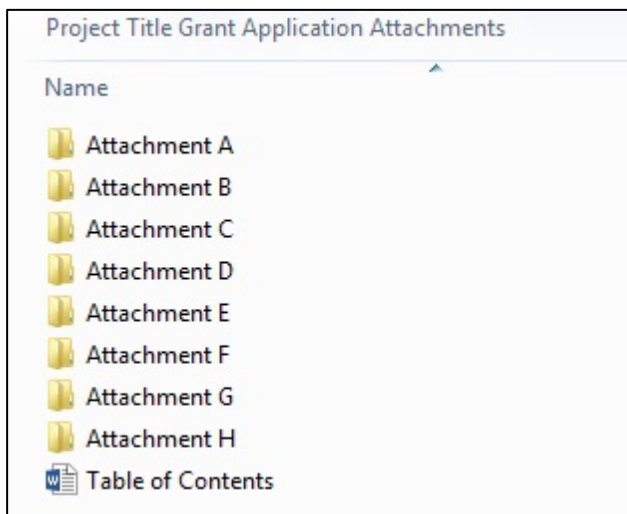 Project Title Grant Application Attachments
Name
Attachment A
Attachment B
Attachment C
Attachment D
Attachment E
Attachment F
Attachment G
Attachment H
Table of Contents